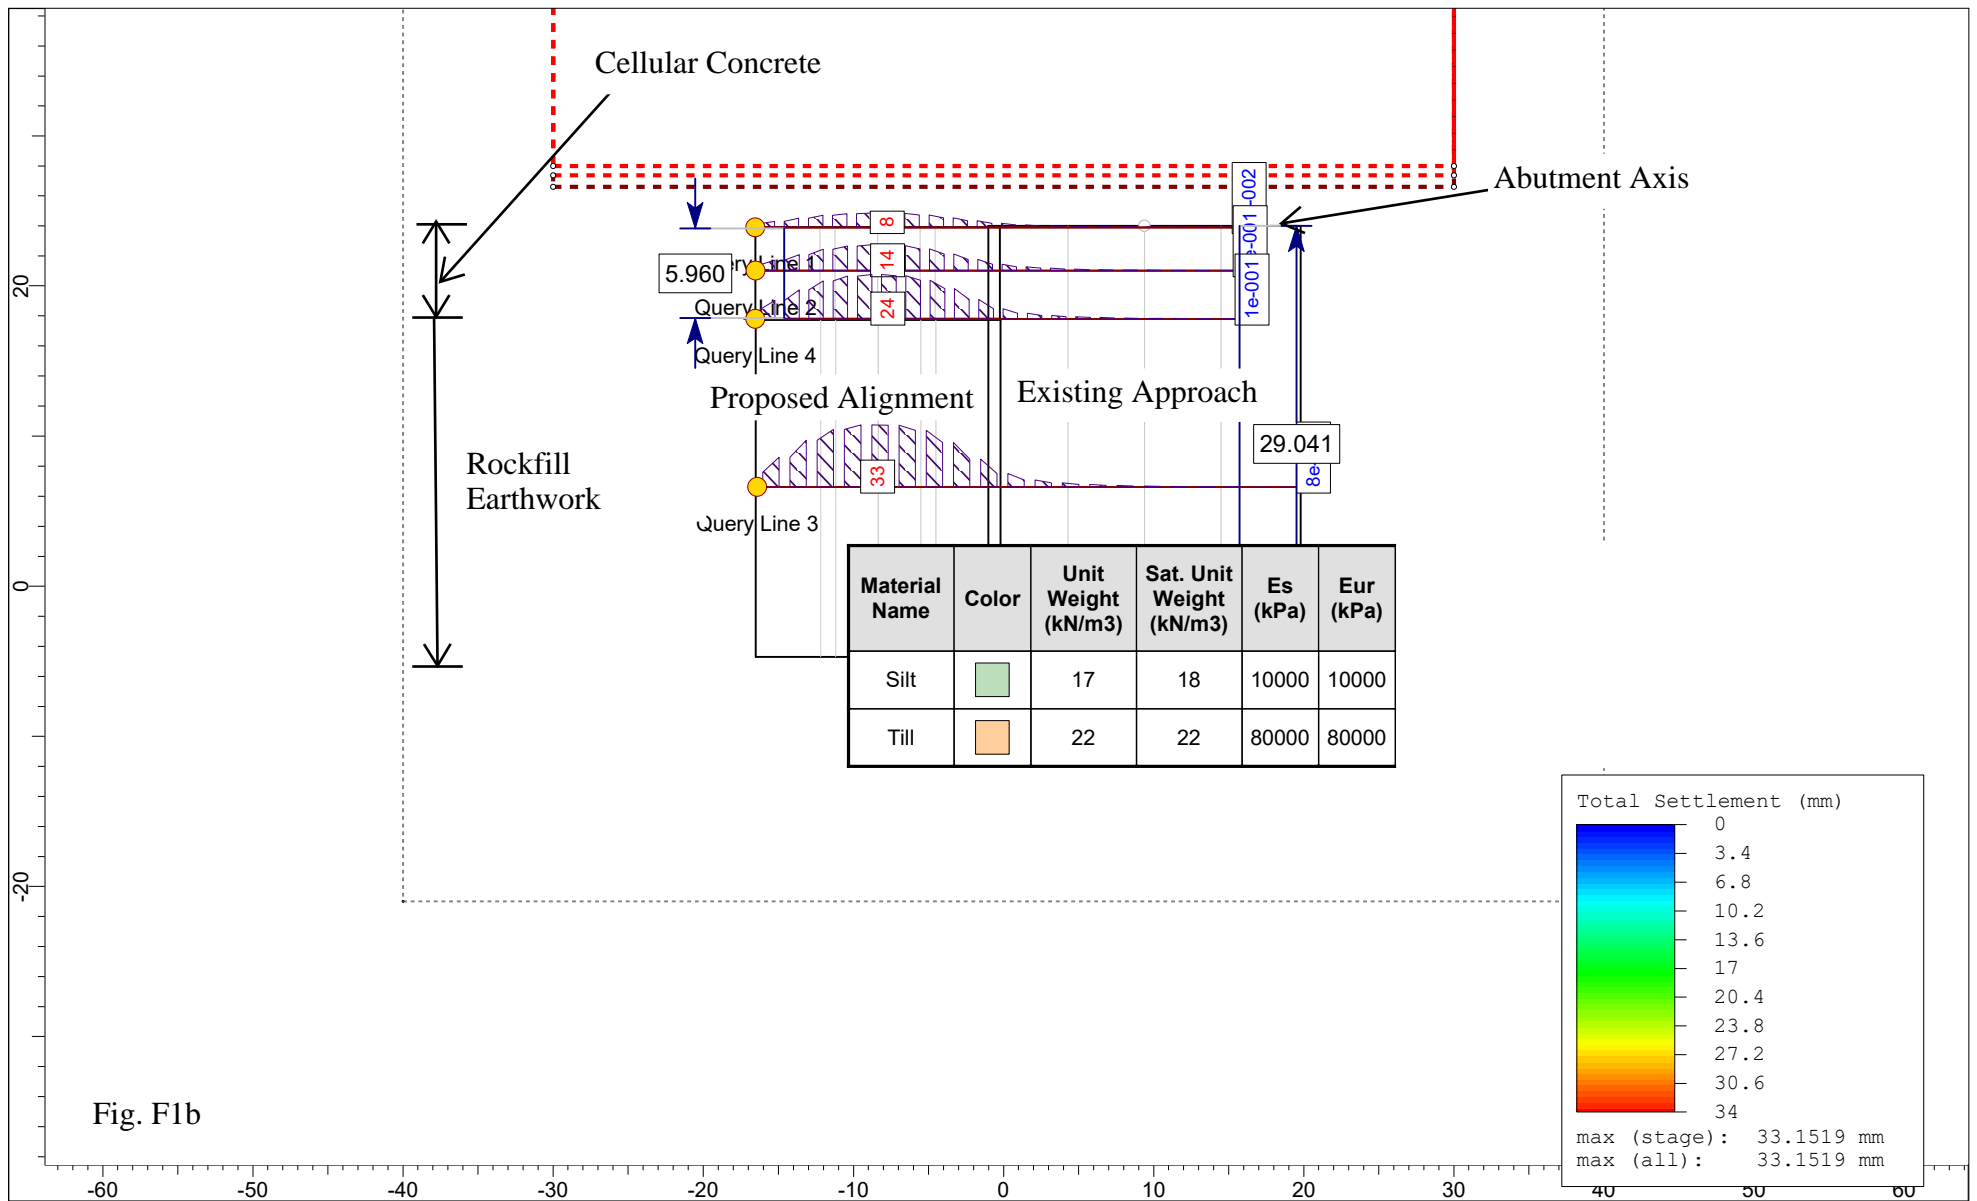 Cellular Concrete
Abutment Axis
8
Query Line 1
14
5.960
Query Line 2
24
Query Line 4
1e-001
Proposed Alignment
Existing Approach
29.041
Rockfill
Earthwork
33
8e-
Query Line 3
Material Name Color Unit Weight (kN/m3) Sat. Unit Weight (kN/m3) Es (kPa) Eur (kPa)
Silt 17 18 10000 10000
Till 22 22 80000 80000
Total Settlement (mm)
0
3.4
6.8
10.2
13.6
17
20.4
23.8
27.2
30.6
34
max (stage): 33.1519 mm
max (all): 33.1519 mm
Fig. F1b
20
0
-20
-60 -50 -40 -30 -20 -10 0 10 20 30 40 50 60